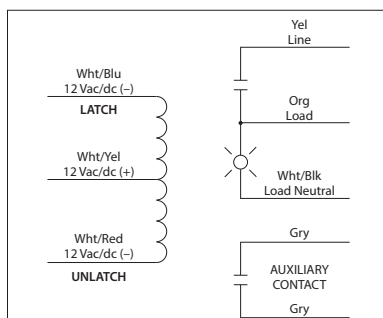 Yel
Line
Wht/Blu
12 Vac/dc (–)
LATCH
Org
Load
Wht/Yel
12 Vac/dc (+)
Wht/Blk
Load Neutral
Wht/Red
12 Vac/dc (–)
UNLATCH
Gry
AUXILIARY
CONTACT
Gry